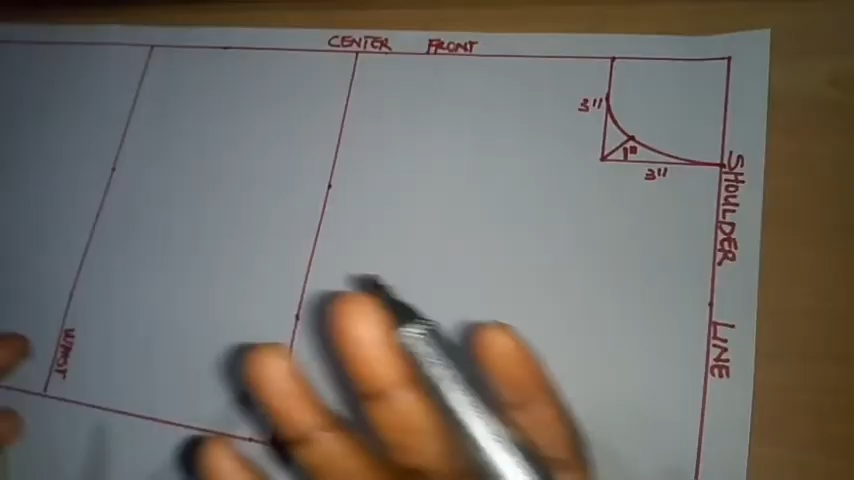 CENTER FRONT
3"
1"
3"
SHOULDER LINE
WAIST